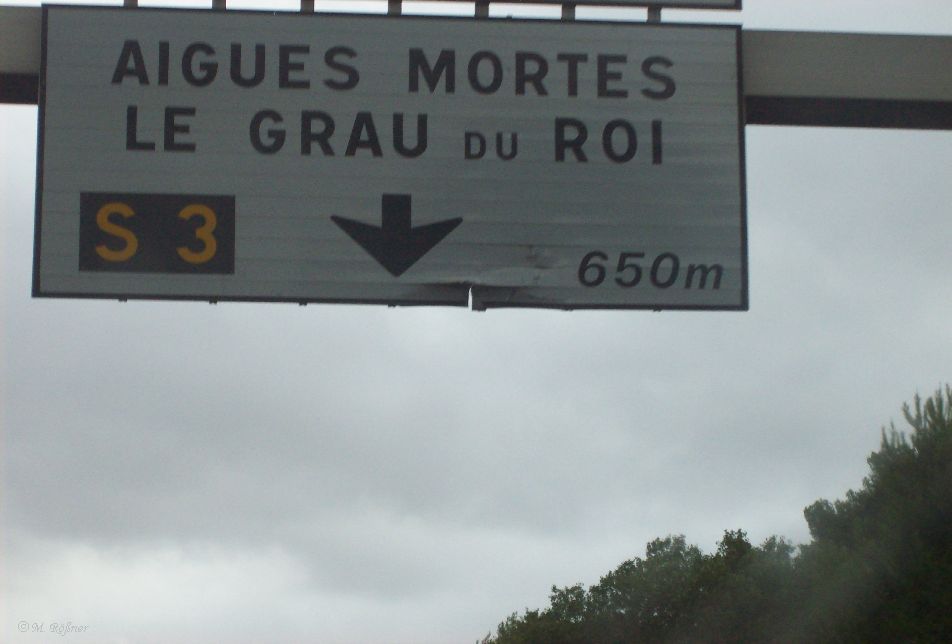 AIGUES MORTES
LE GRAU DU ROI
S 3
650m
© M. Rößner